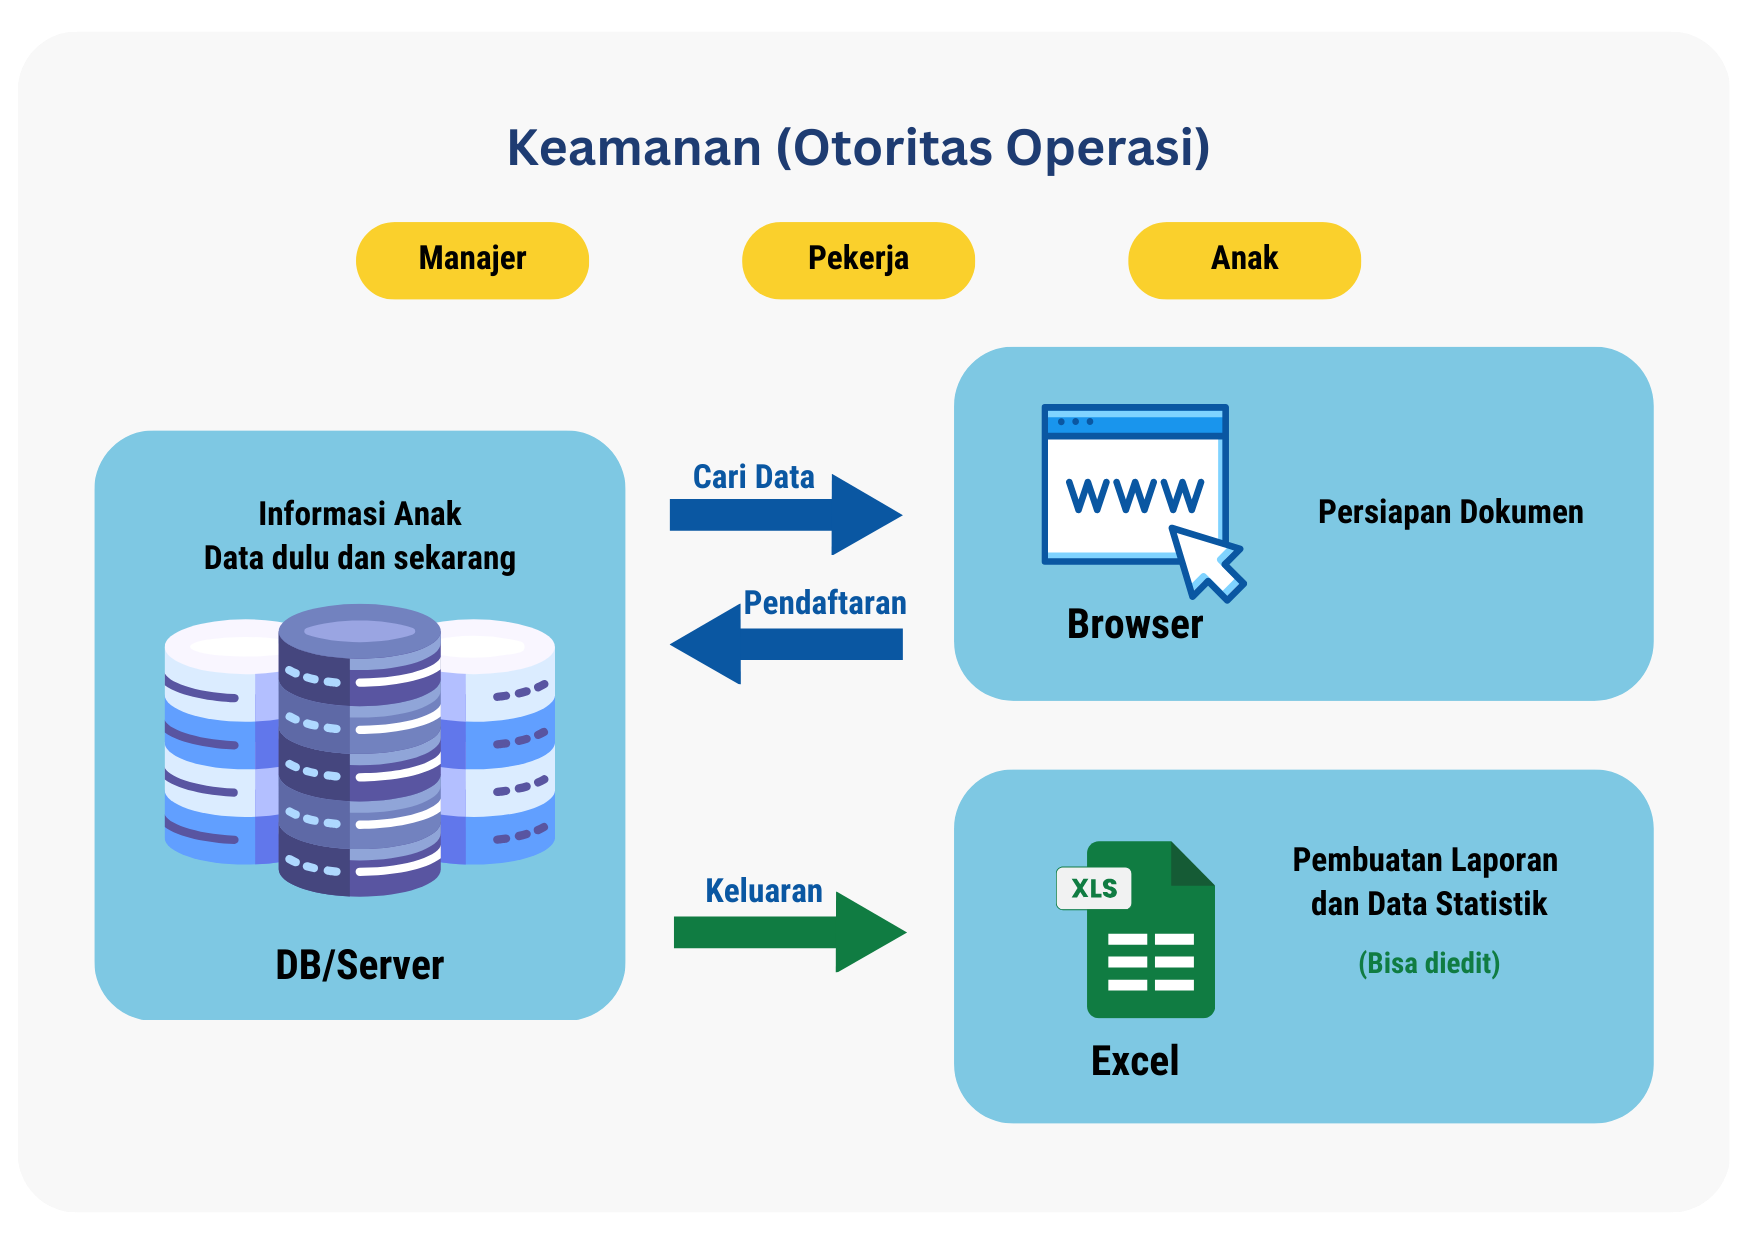 Keamanan (Otoritas Operasi)
Manajer
Pekerja
Anak
Informasi Anak
Data dulu dan sekarang
DB/Server
Cari Data
Pendaftaran
Keluaran
WWW
Browser
Persiapan Dokumen
XLS
Excel
Pembuatan Laporan
dan Data Statistik
(Bisa diedit)